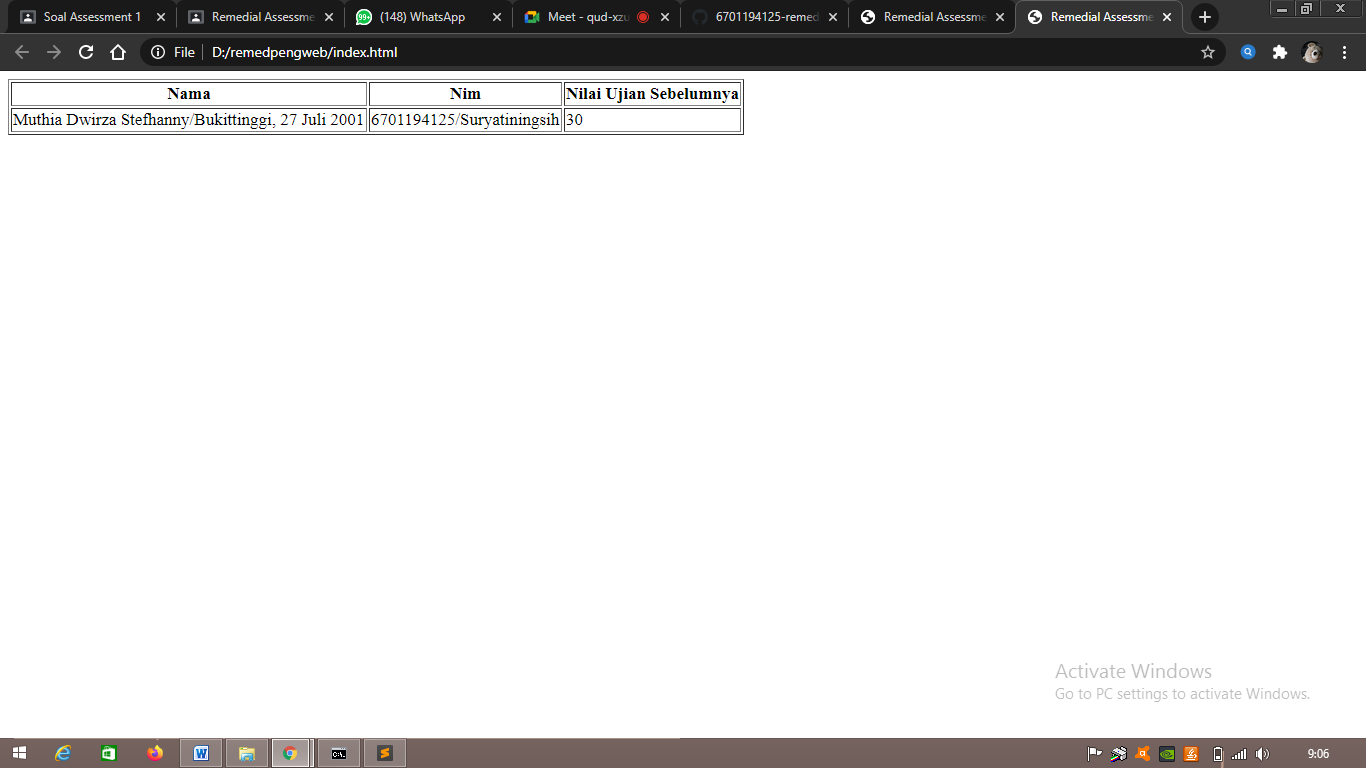 Soal Assessment 1
Remedial Assessme
(148) WhatsApp
Meet - qud-xzu
6701194125-remed
Remedial Assessme
Remedial Assessme
File
D:/remedpengweb/index.html
Nama Nim Nilai Ujian Sebelumnya
Muthia Dwirza Stefhanny/Bukittinggi, 27 Juli 2001 6701194125/Suryatiningsih 30
Activate Windows
Go to PC settings to activate Windows.
9:06